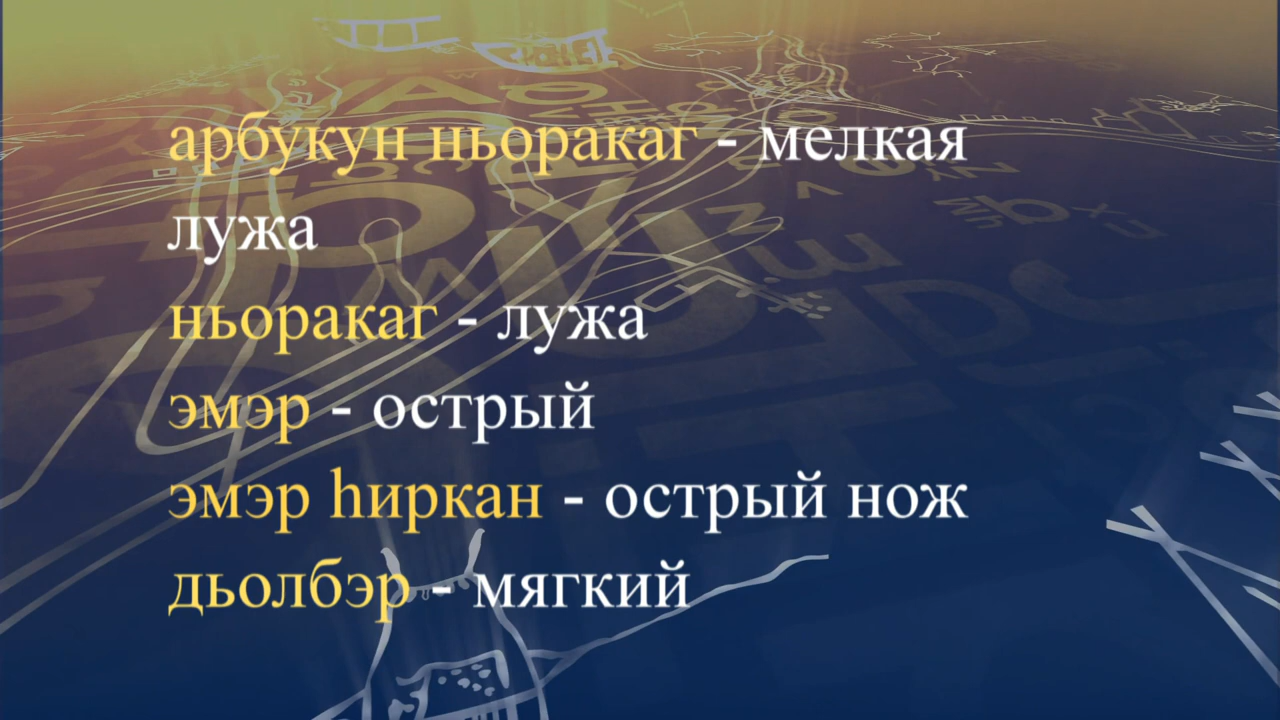 арбукун ньоракаг - мелкая
лужа
ньоракаг - лужа
эмэр - острый
эмэр һиркан - острый нож
дьолбэр - мягкий